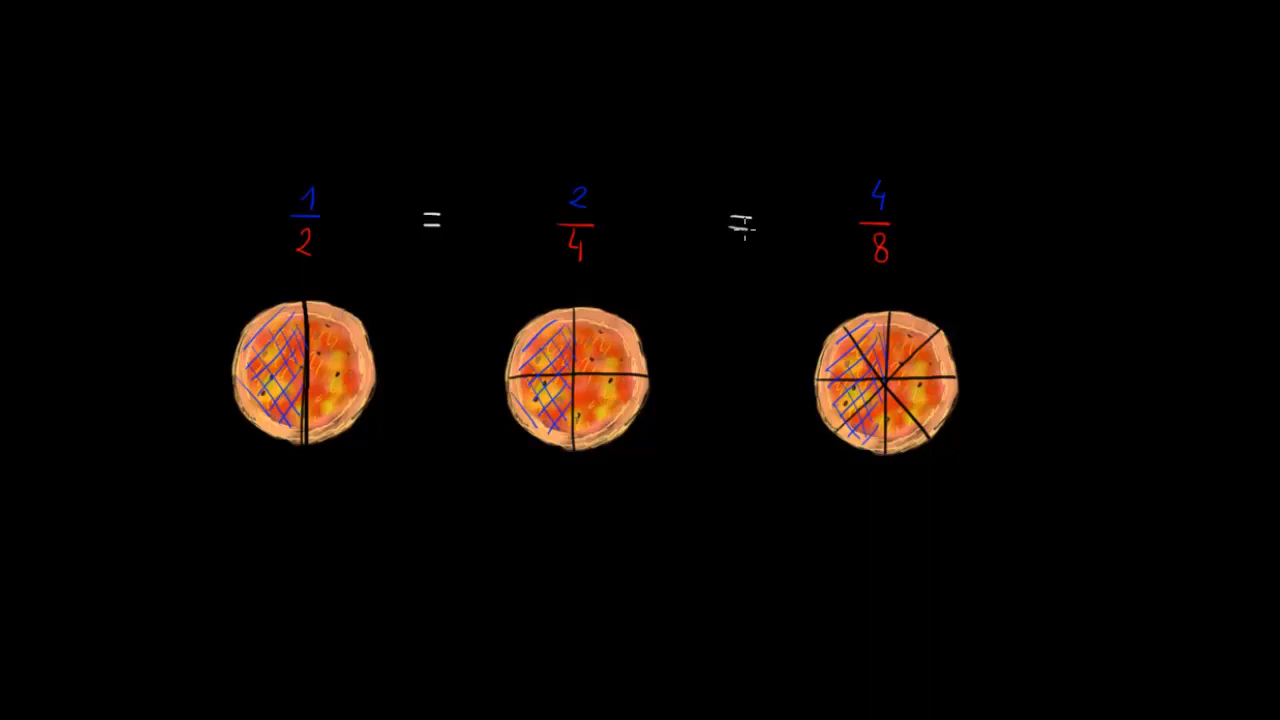 1/2 = 2/4 = 4/8